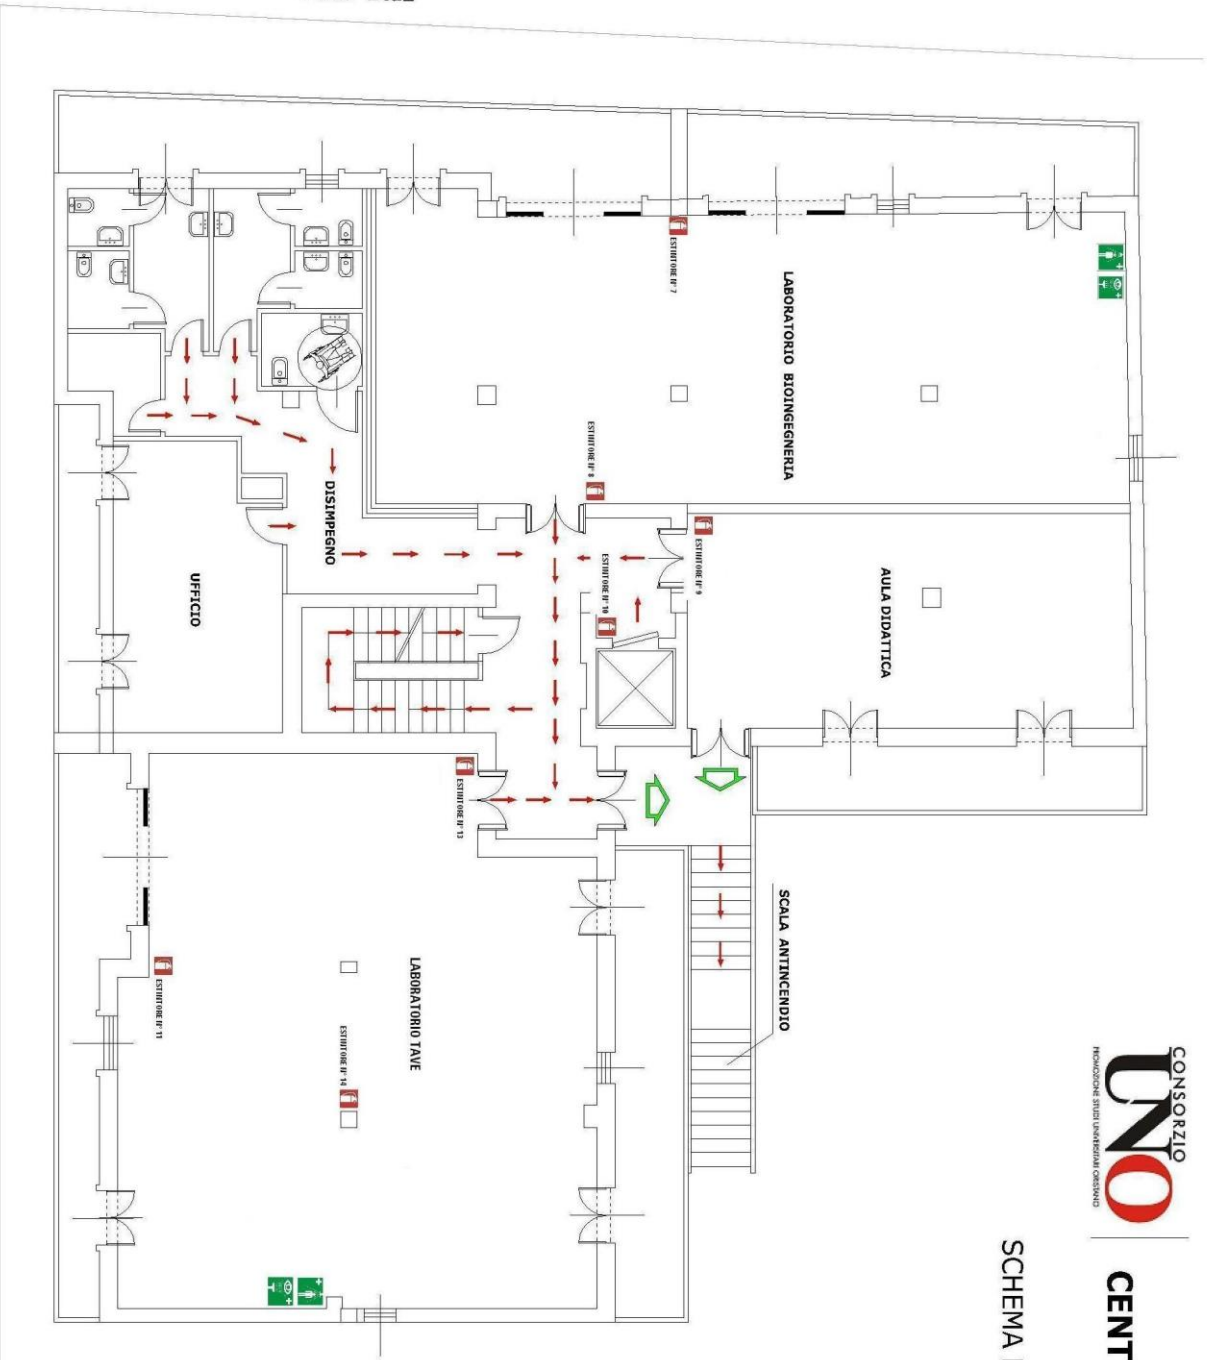 ESTINTORE N° 7
LABORATORIO BIOINGEGNERIA
ESTINTORE N° 8
DISIMPEGNO
ESTINTORE N° 9
ESTINTORE N° 10
UFFICIO
AULA DIDATTICA
ESTINTORE N° 13
SCALA ANTINCENDIO
LABORATORIO TAVE
ESTINTORE N° 11
ESTINTORE N° 14
CONSORZIO
UNO
PROMOZIONE STUDI UNIVERSITARI ORISTANO
CENT
SCHEMA